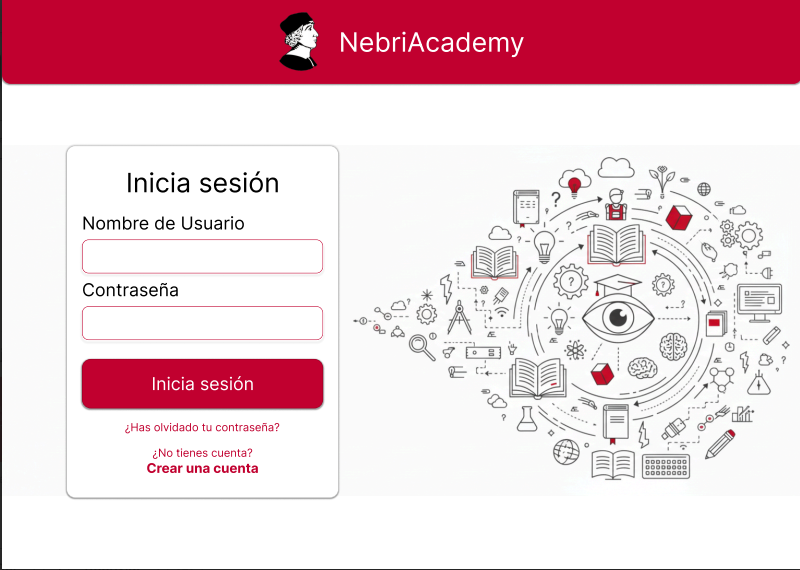 NebriAcademy
Inicia sesión
Nombre de Usuario
Contraseña
Inicia sesión
¿Has olvidado tu contraseña?
¿No tienes cuenta?
Crear una cuenta